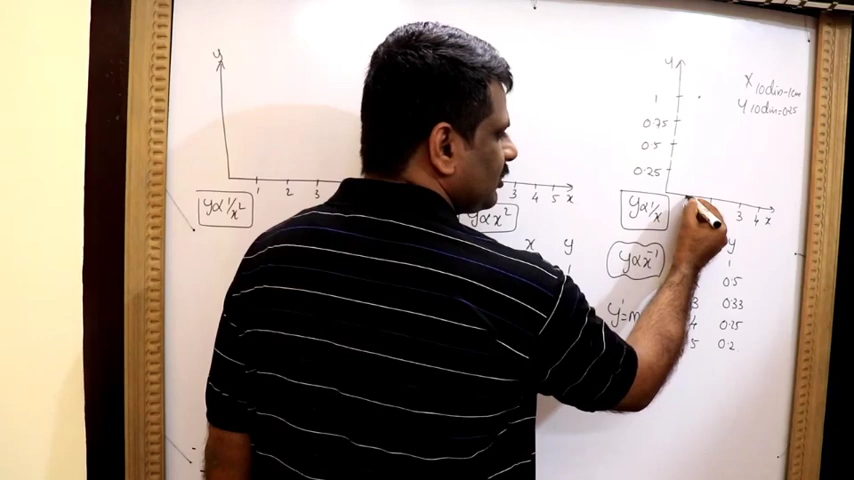 y
1 2 3
y∝1/x²
3 4 5 x
y∝x²
x y
y
1
0.75
0.5
0.25
x 10div=1cm
y 10div=0.25
3 4 x
y∝1/x
y∝x⁻¹
y
1
0.5
3 0.33
4 0.25
5 0.2